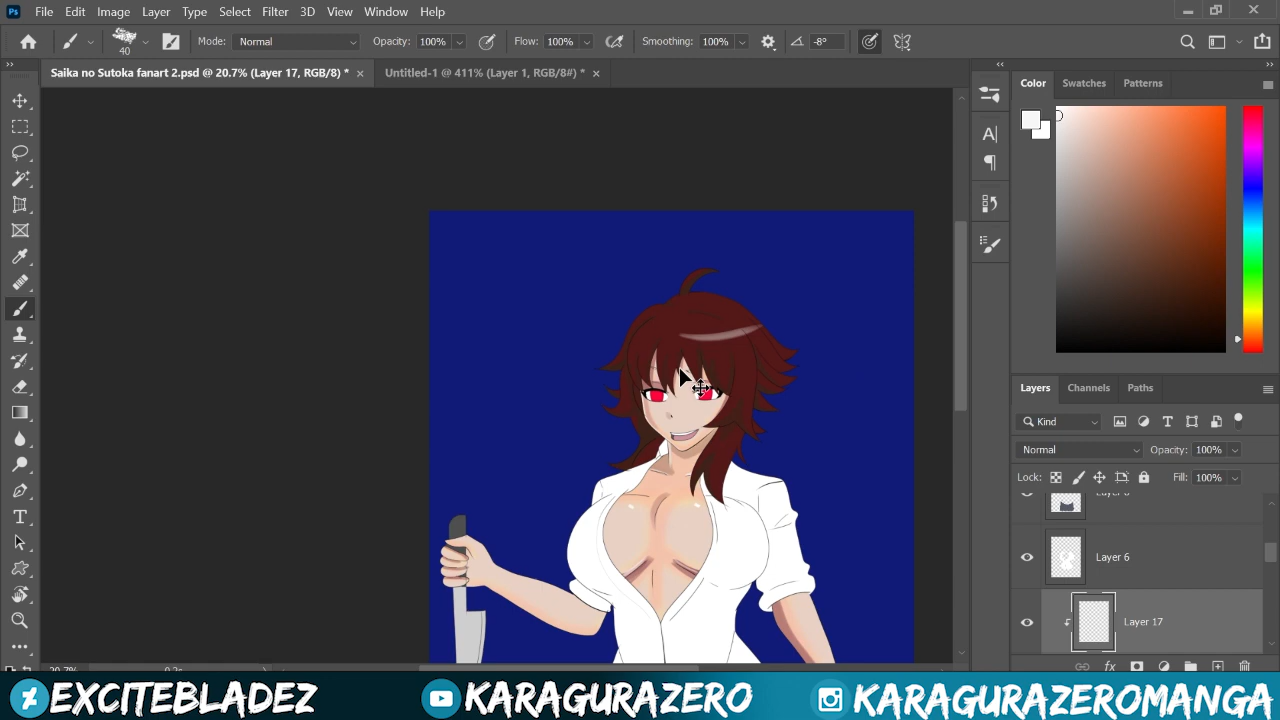 Ps File Edit Image Layer Type Select Filter 3D View Window Help
40 Mode: Normal Opacity: 100% Flow: 100% Smoothing: 100% -8°
Saika no Sutoka fanart 2.psd @ 20.7% (Layer 17, RGB/8) * × Untitled-1 @ 411% (Layer 1, RGB/8#) * ×
Color Swatches Patterns
Layers Channels Paths
Kind
Normal Opacity: 100%
Lock: Fill: 100%
Layer 6
Layer 17
fx
EXCITEBLADEZ KARAGURAZERO KARAGURAZEROMANGA